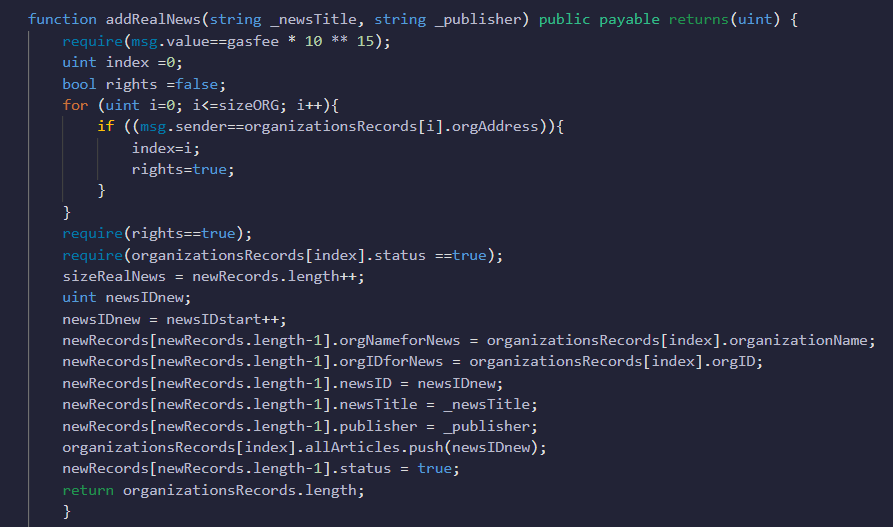 function addRealNews(string _newsTitle, string _publisher) public payable returns(uint) {
require(msg.value==gasfee * 10 ** 15);
uint index =0;
bool rights =false;
for (uint i=0; i<=sizeORG; i++){
if ((msg.sender==organizationsRecords[i].orgAddress)){
index=i;
rights=true;
}
}
require(rights==true);
require(organizationsRecords[index].status ==true);
sizeRealNews = newRecords.length++;
uint newsIDnew;
newsIDnew = newsIDstart++;
newRecords[newRecords.length-1].orgNameforNews = organizationsRecords[index].organizationName;
newRecords[newRecords.length-1].orgIDforNews = organizationsRecords[index].orgID;
newRecords[newRecords.length-1].newsID = newsIDnew;
newRecords[newRecords.length-1].newsTitle = _newsTitle;
newRecords[newRecords.length-1].publisher = _publisher;
organizationsRecords[index].allArticles.push(newsIDnew);
newRecords[newRecords.length-1].status = true;
return organizationsRecords.length;
}